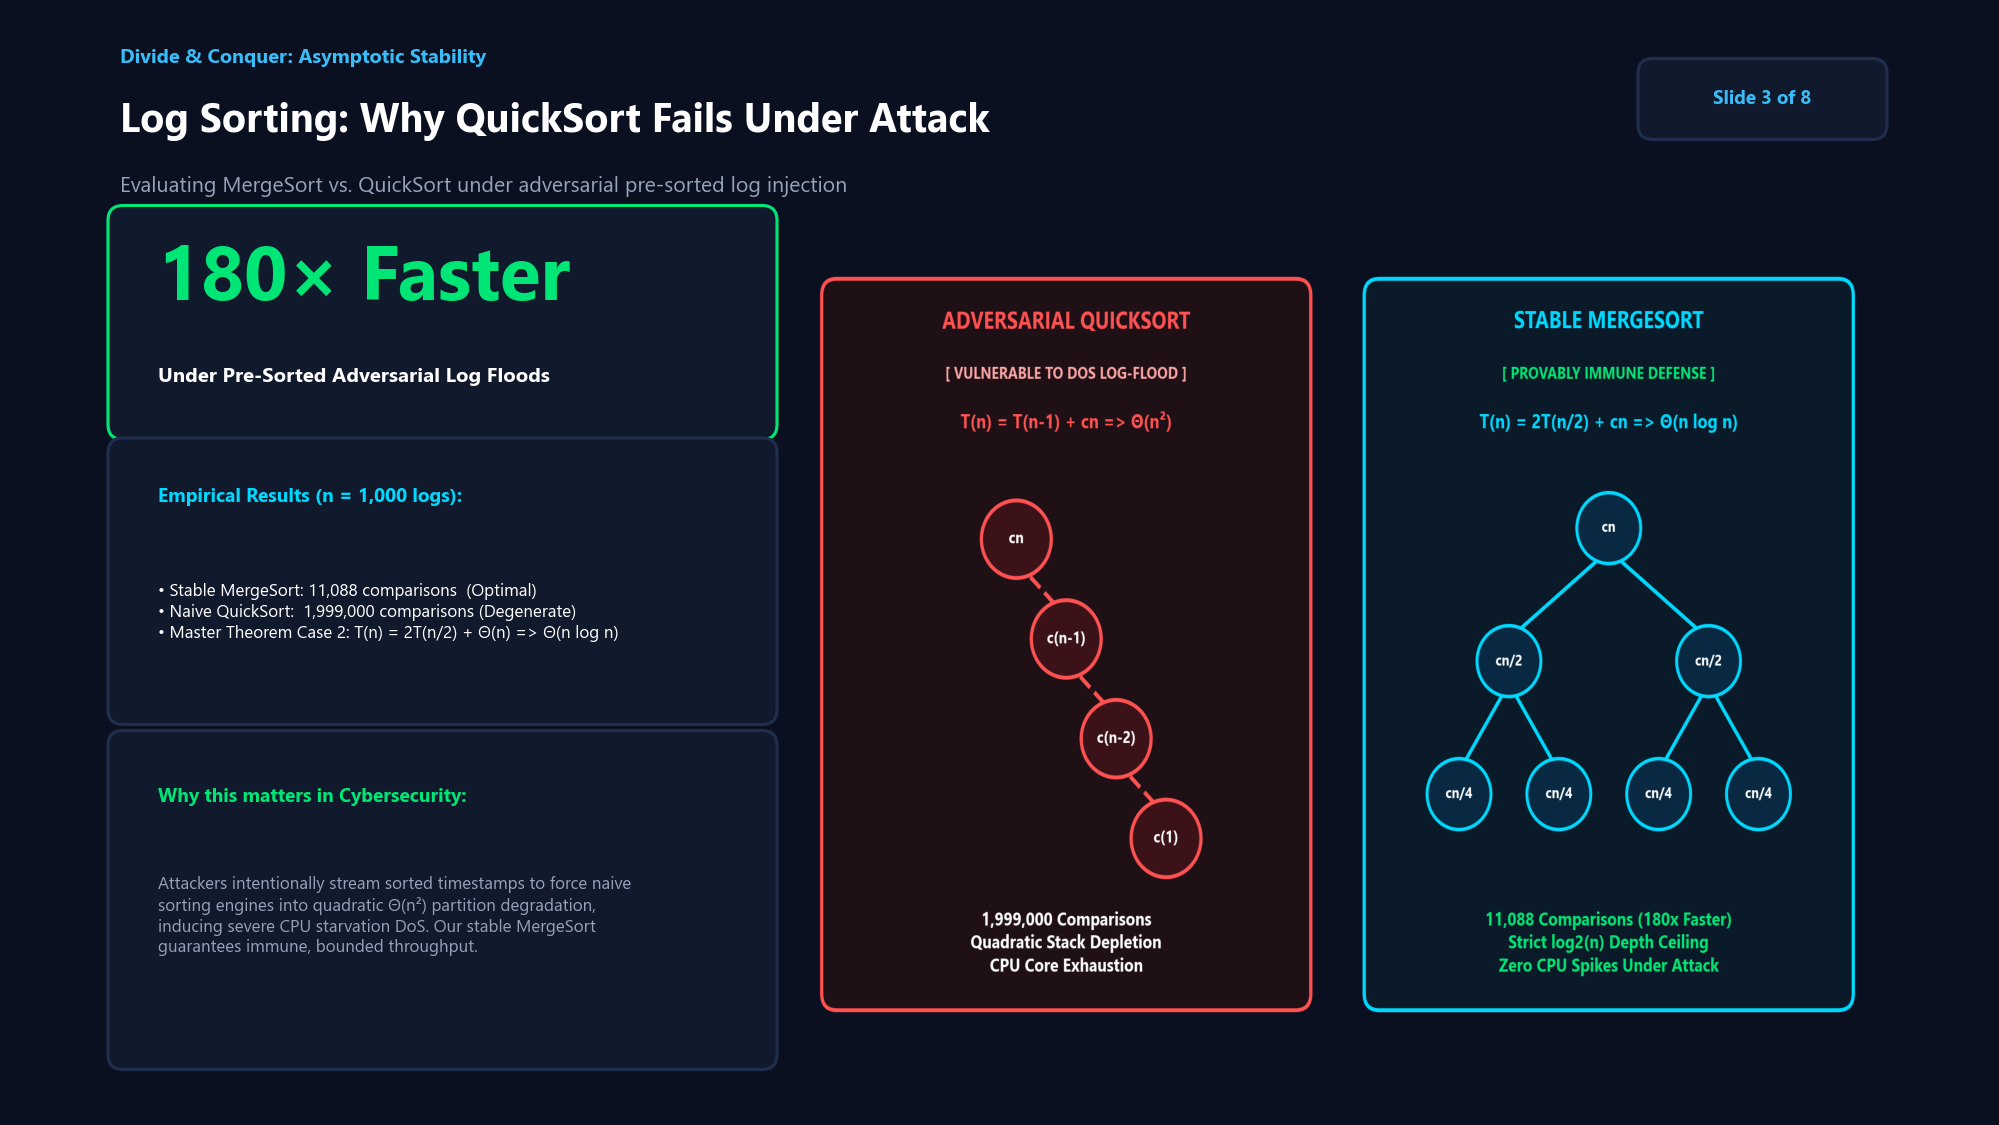 Divide & Conquer: Asymptotic Stability
Log Sorting: Why QuickSort Fails Under Attack
Slide 3 of 8
Evaluating MergeSort vs. QuickSort under adversarial pre-sorted log injection
180× Faster
Under Pre-Sorted Adversarial Log Floods
Empirical Results (n = 1,000 logs):
• Stable MergeSort: 11,088 comparisons  (Optimal)
• Naive QuickSort:  1,999,000 comparisons (Degenerate)
• Master Theorem Case 2: T(n) = 2T(n/2) + Θ(n) => Θ(n log n)
Why this matters in Cybersecurity:
Attackers intentionally stream sorted timestamps to force naive
sorting engines into quadratic Θ(n²) partition degradation,
inducing severe CPU starvation DoS. Our stable MergeSort
guarantees immune, bounded throughput.
ADVERSARIAL QUICKSORT
[ VULNERABLE TO DOS LOG-FLOOD ]
T(n) = T(n-1) + cn => Θ(n²)
cn
c(n-1)
c(n-2)
c(1)
1,999,000 Comparisons
Quadratic Stack Depletion
CPU Core Exhaustion
STABLE MERGESORT
[ PROVABLY IMMUNE DEFENSE ]
T(n) = 2T(n/2) + cn => Θ(n log n)
cn
cn/2
cn/2
cn/4
cn/4
cn/4
cn/4
11,088 Comparisons (180x Faster)
Strict log2(n) Depth Ceiling
Zero CPU Spikes Under Attack